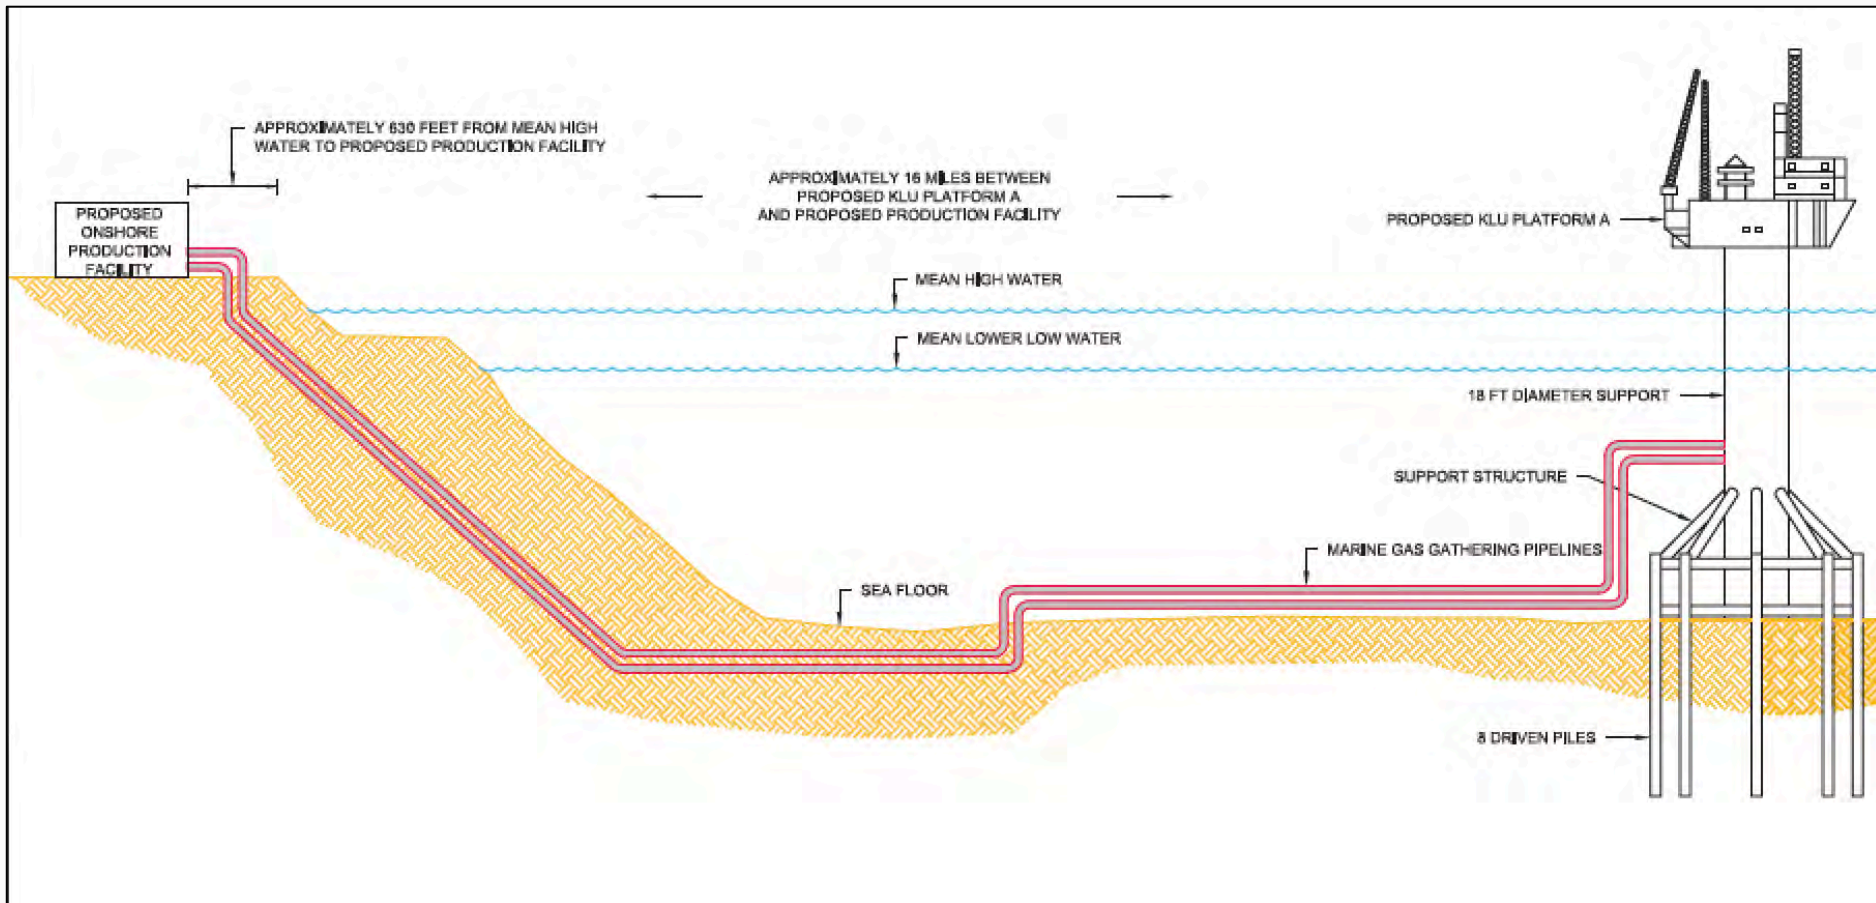 APPROXIMATELY 630 FEET FROM MEAN HIGH
WATER TO PROPOSED PRODUCTION FACILITY
APPROXIMATELY 16 MILES BETWEEN
PROPOSED KLU PLATFORM A
AND PROPOSED PRODUCTION FACILITY
PROPOSED
ONSHORE
PRODUCTION
FACILITY
PROPOSED KLU PLATFORM A
MEAN HIGH WATER
MEAN LOWER LOW WATER
18 FT DIAMETER SUPPORT
SUPPORT STRUCTURE
MARINE GAS GATHERING PIPELINES
SEA FLOOR
8 DRIVEN PILES